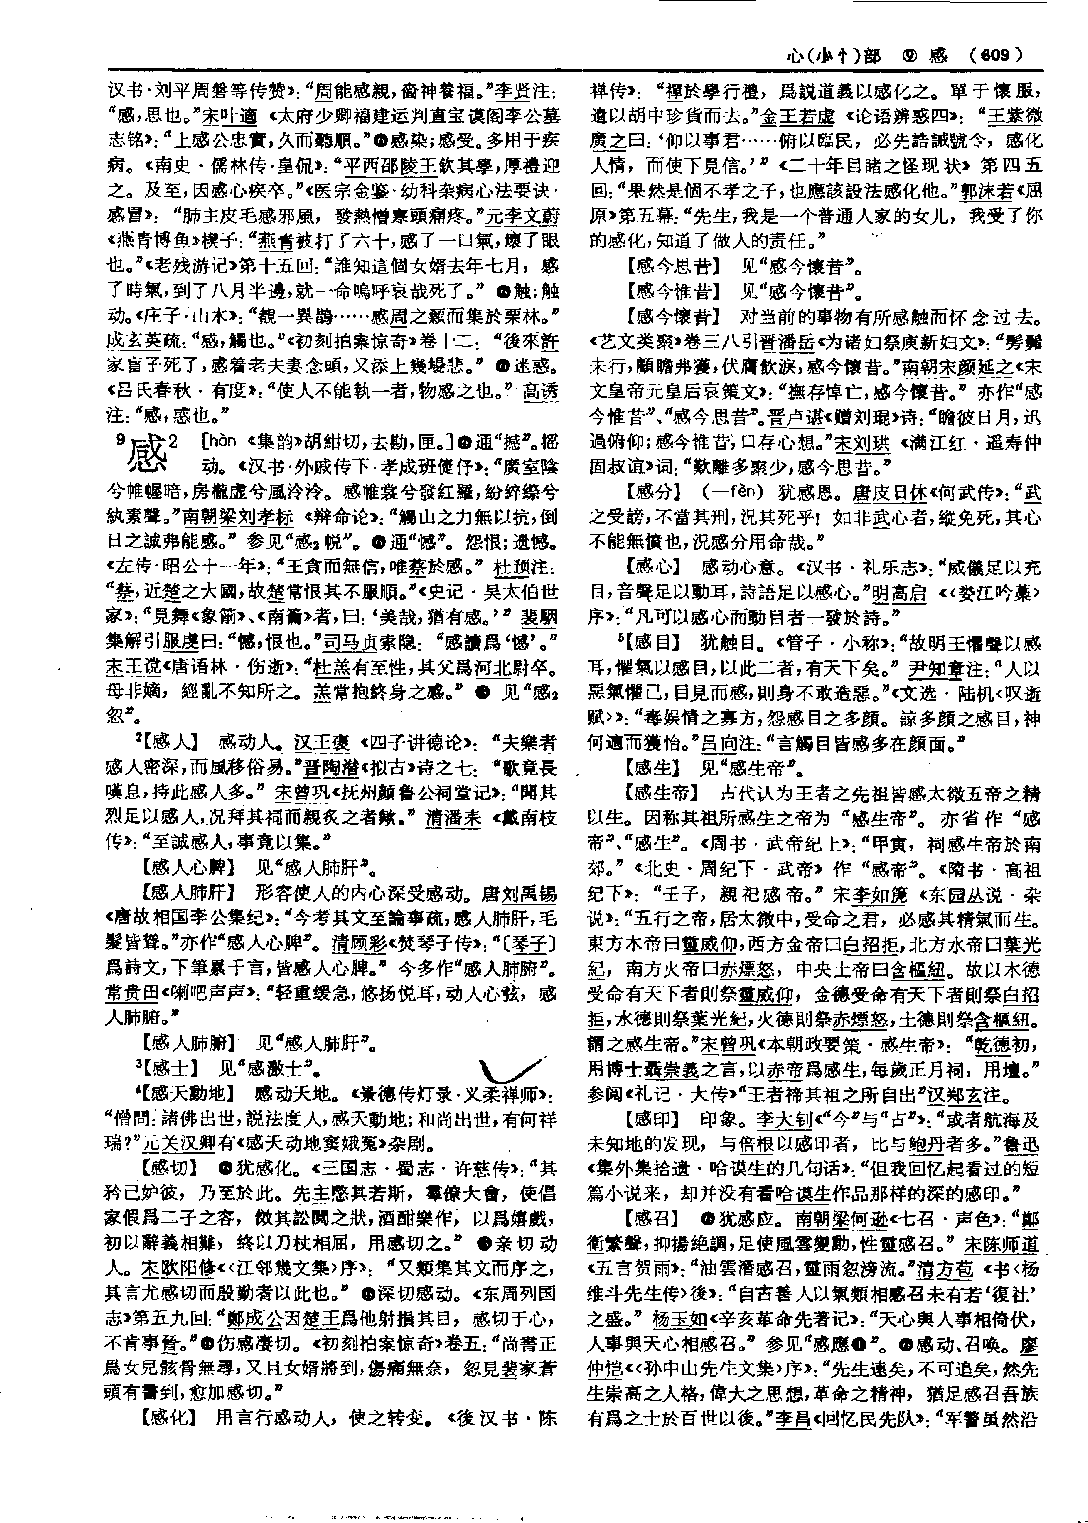 心(小忄)部 ⑨ 感 (609)
汉书·刘平周磐等传赞》：“周能感親，嗇神養福。”李贤注：
“感，思也。”宋叶適《太府少卿福建运判直宝谟阁李公墓
志铭》：“上感公忠實，久而聽順。”❹感染；感受。多用于疾
病。《南史·儒林传·皇侃》：“平西邵陵王欽其學，厚禮迎
之。及至，因感心疾卒。”《医宗金鉴·幼科杂病心法要诀·
感冒》：“肺主皮毛感邪風，發熱憎寒頭痛疼。”元李文蔚
《燕青博鱼》楔子：“燕青被打了六十，感了一口氣，壞了眼
也。”《老残游记》第十五回：“誰知這個女婿去年七月，感
了時氣，到了八月半邊，就一命嗚呼哀哉死了。”触；触
动。《庄子·山木》：“覩一異鵲……感周之顙而集於栗林。”
成玄英疏：“感，觸也。”《初刻拍案惊奇》卷十二：“後來許
家盲子死了，感着老夫妻念頭，又添上幾塲悲。”迷惑。
《吕氏春秋·有度》：“使人不能執一者，物感之也。”高诱
注：“感，惑也。”
9感2 [hàn 《集韵》胡紺切，去勘，匣。]❶通“撼”。摇
动。《汉书·外戚传下·孝成班倢伃》：“廣室陰
兮帷幄暗，房櫳虛兮風泠泠。感帷裳兮發紅羅，紛綷縩兮
紈素聲。”南朝梁刘孝标《辩命论》：“觸山之力無以抗，倒
日之誠弗能感。”参见“感2帨”。❷通“憾”。怨恨；遗憾。
《左传·昭公十一年》：“王貪而無信，唯蔡於感。”杜预注：
“蔡，近楚之大國，故楚常恨其不服順。”《史记·吴太伯世
家》：“見舞《象箾》、《南籥》者，曰：‘美哉，猶有感。’”裴駰
集解引服虔曰：“憾，恨也。”司马贞索隐：“感讀爲‘憾’。”
宋王谠《唐语林·伤逝》：“杜羔有至性，其父爲河北尉卒。
母非嫡，經亂不知所之。羔常抱終身之感。”❸见“感2
忽”。
2【感人】 感动人。汉王褒《四子讲德论》：“夫樂者
感人密深，而風移俗易。”晋陶潜《拟古》诗之七：“歌竟長
嘆息，持此感人多。”宋曾巩《抚州颜鲁公祠堂记》：“聞其
烈足以感人，况拜其祠而親炙之者歟。”清潘耒《戴南枝
传》：“至誠感人，事竟以集。”
【感人心脾】 见“感人肺肝”。
【感人肺肝】 形容使人的内心深受感动。唐刘禹锡
《唐故相国李公集纪》：“今考其文至論事疏，感人肺肝，毛
髮皆聳。”亦作“感人心脾”。清顾彩《焚琴子传》：“〔琴子〕
爲詩文，下筆累千言，皆感人心脾。”今多作“感人肺腑”。
常贵田《喇叭声声》：“轻重缓急，悠扬悦耳，动人心弦，感
人肺腑。”
【感人肺腑】 见“感人肺肝”。
3【感士】 见“感激士”。
4【感天動地】 感动天地。《景德传灯录·义柔禅师》：
“僧問：諸佛出世，説法度人，感天動地；和尚出世，有何祥
瑞？”元关汉卿有《感天动地窦娥冤》杂剧。
【感切】 ❶犹感化。《三国志·蜀志·许慈传》：“其
矜己妒彼，乃至於此。先主愍其若斯，羣僚大會，使倡
家假爲二子之容，傚其訟鬩之狀，酒酣樂作，以爲嬉戲，
初以辭義相難，終以刀杖相屈，用感切之。”❷亲切动
人。宋欧阳修《〈江邻幾文集〉序》：“又類集其文而序之，
其言尤感切而殷勤者以此也。”❸深切感动。《东周列国
志》第五九回：“鄭成公因楚王爲他射損其目，感切于心，
不肯事晉。”❹伤感凄切。《初刻拍案惊奇》卷五：“尚書正
爲女兒骸骨無尋，又且女婿將到，傷痛無奈，忽見裴家蒼
頭有書到，愈加感切。”
【感化】 用言行感动人，使之转变。《後汉书·陈
禅传》：“禪於學行禮，爲説道義以感化之。單于懷服，
遺以胡中珍貨而去。”金王若虚《论语辨惑四》：“王紫微
廣之曰：‘仰以事君……俯以臨民，必先誥誡號令，感化
人情，而使下見信。’”《二十年目睹之怪现状》第四五
回：“果然是個不孝之子，也應該設法感化他。”郭沫若《屈
原》第五幕：“先生，我是一个普通人家的女儿，我受了你
的感化，知道了做人的责任。”
【感今思昔】 见“感今懷昔”。
【感今惟昔】 见“感今懷昔”。
【感今懷昔】 对当前的事物有所感触而怀念过去。
《艺文类聚》卷三八引晋潘岳《为诸妇祭庾新妇文》：“髣髴
未行，顧瞻弗獲，伏膺飲淚，感今懷昔。”南朝宋颜延之《宋
文皇帝元皇后哀策文》：“撫存悼亡，感今懷昔。”亦作“感
今惟昔”、“感今思昔”。晋卢谌《赠刘琨》诗：“瞻彼日月，迅
過俯仰；感今惟昔，口存心想。”宋刘珙《满江红·遥寿仲
固叔谊》词：“歎離多聚少，感今思昔。”
【感分】 (—fèn) 犹感恩。唐皮日休《何武传》：“武
之受謗，不當其刑，況其死乎！如非武心者，縱免死，其心
不能無憤也，況感分用命哉。”
【感心】 感动心意。《汉书·礼乐志》：“威儀足以充
目，音聲足以動耳，詩語足以感心。”明高启《〈娄江吟藁〉
序》：“凡可以感心而動目者一發於詩。”
5【感目】 犹触目。《管子·小称》：“故明王懼聲以感
耳，懼氣以感目，以此二者，有天下矣。”尹知章注：“人以
惡氣懼己，目見而感，則身不敢造惡。”《文选·陆机〈叹逝
赋〉》：“毒娱情之寡方，怨感目之多顔。諒多顔之感目，神
何適而獲怡。”吕向注：“言觸目皆感多在顔面。”
【感生】 见“感生帝”。
【感生帝】 古代认为王者之先祖皆感太微五帝之精
以生。因称其祖所感生之帝为“感生帝”。亦省作“感
帝”、“感生”。《周书·武帝纪上》：“甲寅，祠感生帝於南
郊。”《北史·周纪下·武帝》作“感帝”。《隋书·高祖
纪下》：“壬子，親祀感帝。”宋李如箎《东园丛说·杂
说》：“五行之帝，居太微中，受命之君，必感其精氣而生。
東方木帝曰靈威仰，西方金帝曰白招拒，北方水帝曰葉光
紀，南方火帝曰赤熛怒，中央土帝曰含樞紐。故以木德
受命有天下者則祭靈威仰，金德受命有天下者則祭白招
拒，水德則祭葉光紀，火德則祭赤熛怒，土德則祭含樞紐。
謂之感生帝。”宋曾巩《本朝政要策·感生帝》：“乾德初，
用博士聶崇義之言，以赤帝爲感生，每歲正月祠，用壇。”
参阅《礼记·大传》“王者禘其祖之所自出”汉郑玄注。
【感印】 印象。李大钊《“今”与“古”》：“或者航海及
未知地的发现，与倍根以感印者，比与鲍丹者多。”鲁迅
《集外集拾遗·哈谟生的几句话》：“但我回忆起看过的短
篇小说来，却并没有看哈谟生作品那样的深的感印。”
【感召】 ❶犹感应。南朝梁何逊《七召·声色》：“鄭
衛繁聲，抑揚絶調，足使風雲變動，性靈感召。”宋陈师道
《五言贺雨》：“油雲潛感召，靈雨忽滂流。”清方苞《书〈杨
维斗先生传〉後》：“自古善人以氣類相感召未有若‘復社’
之盛。”杨玉如《辛亥革命先著记》：“天心與人事相倚伏，
人事與天心相感召。”参见“感應❶”。❷感动、召唤。廖
仲恺《〈孙中山先生文集〉序》：“先生遠矣，不可追矣，然先
生崇高之人格，偉大之思想，革命之精神，猶足感召吾族
有爲之士於百世以後。”李昌《回忆民先队》：“军警虽然沿